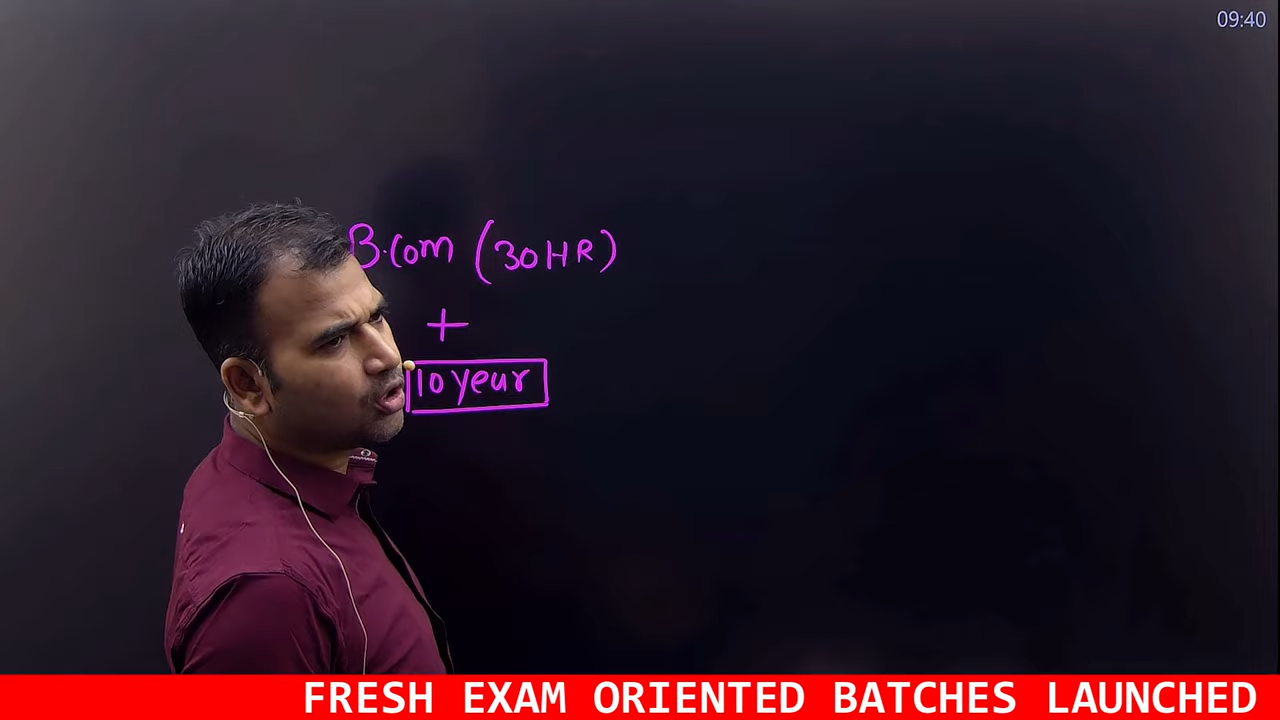 09:40
B.Com (30HR)
+
10 year
FRESH EXAM ORIENTED BATCHES LAUNCHED